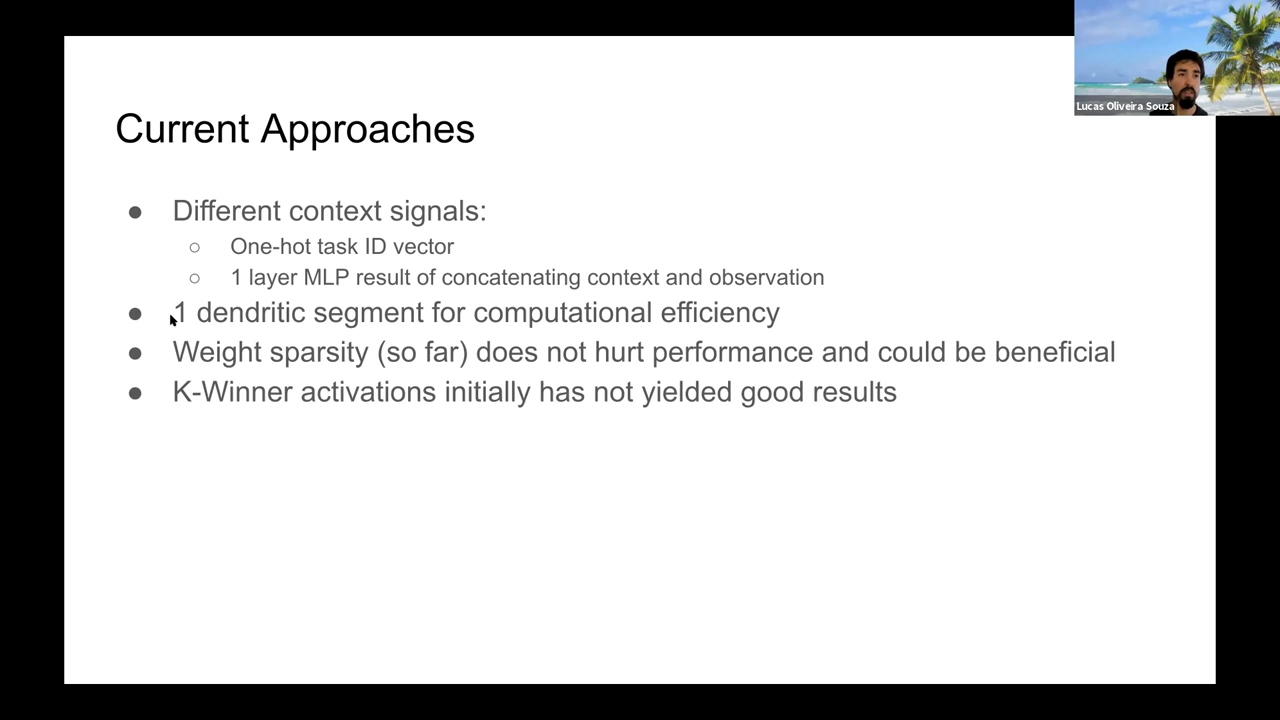 Lucas Oliveira Souza
Current Approaches
● Different context signals:
○ One-hot task ID vector
○ 1 layer MLP result of concatenating context and observation
● 1 dendritic segment for computational efficiency
● Weight sparsity (so far) does not hurt performance and could be beneficial
● K-Winner activations initially has not yielded good results